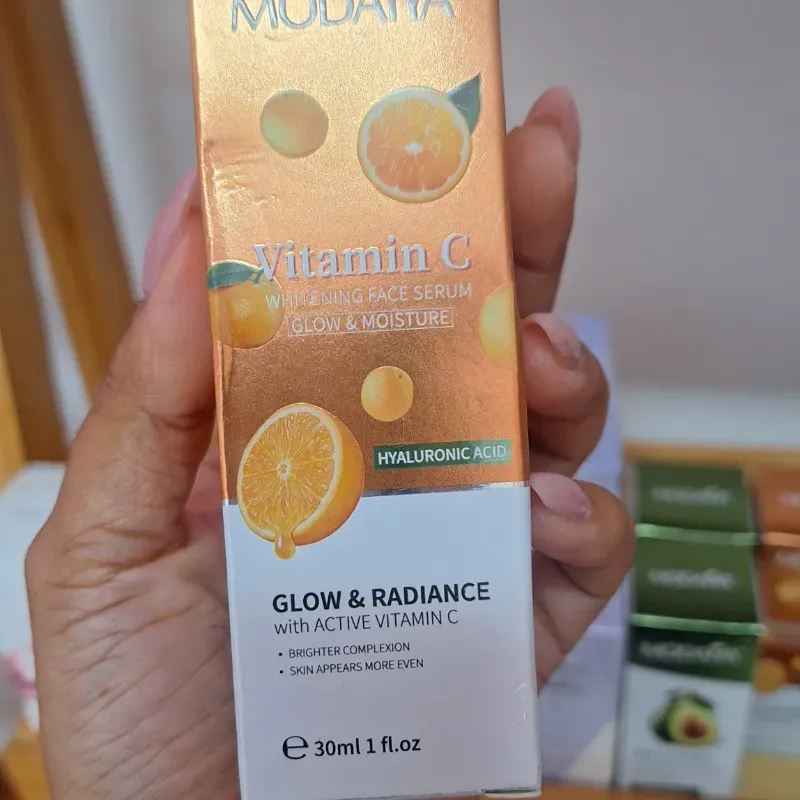 MODAIYA
Vitamin C
WHITENING FACE SERUM
GLOW & MOISTURE
HYALURONIC ACID
GLOW & RADIANCE
with ACTIVE VITAMIN C
• BRIGHTER COMPLEXION
• SKIN APPEARS MORE EVEN
℮ 30ml 1 fl.oz